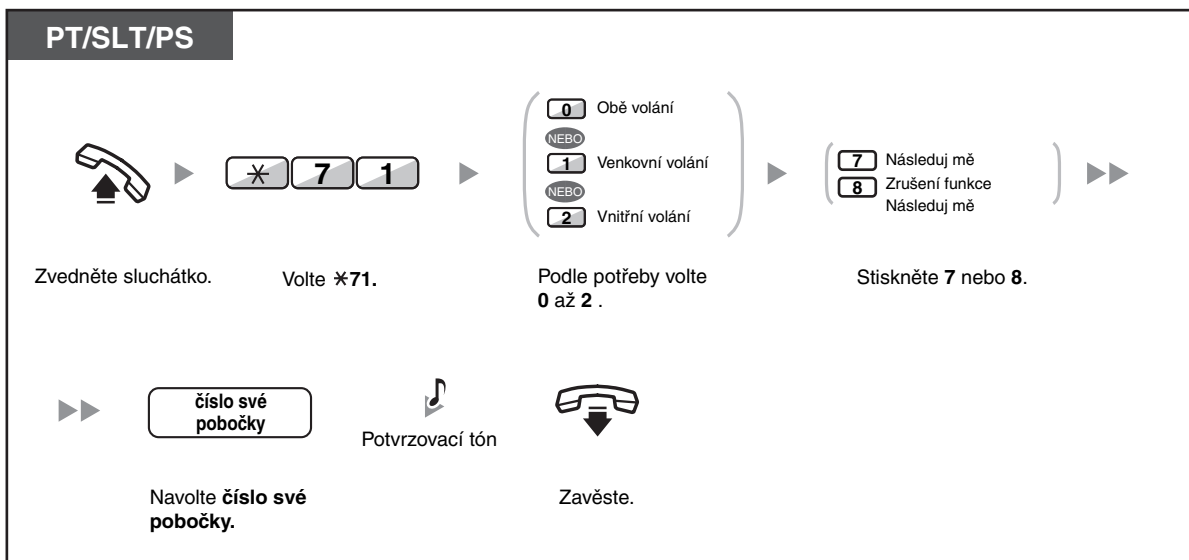 PT/SLT/PS
0 Obě volání
NEBO
1 Venkovní volání
NEBO
2 Vnitřní volání
7 Následuj mě
8 Zrušení funkce
Následuj mě
✳ 7 1
Zvedněte sluchátko.
Volte ✳71.
Podle potřeby volte
0 až 2 .
Stiskněte 7 nebo 8.
číslo své
pobočky
Potvrzovací tón
Navolte číslo své
pobočky.
Zavěste.